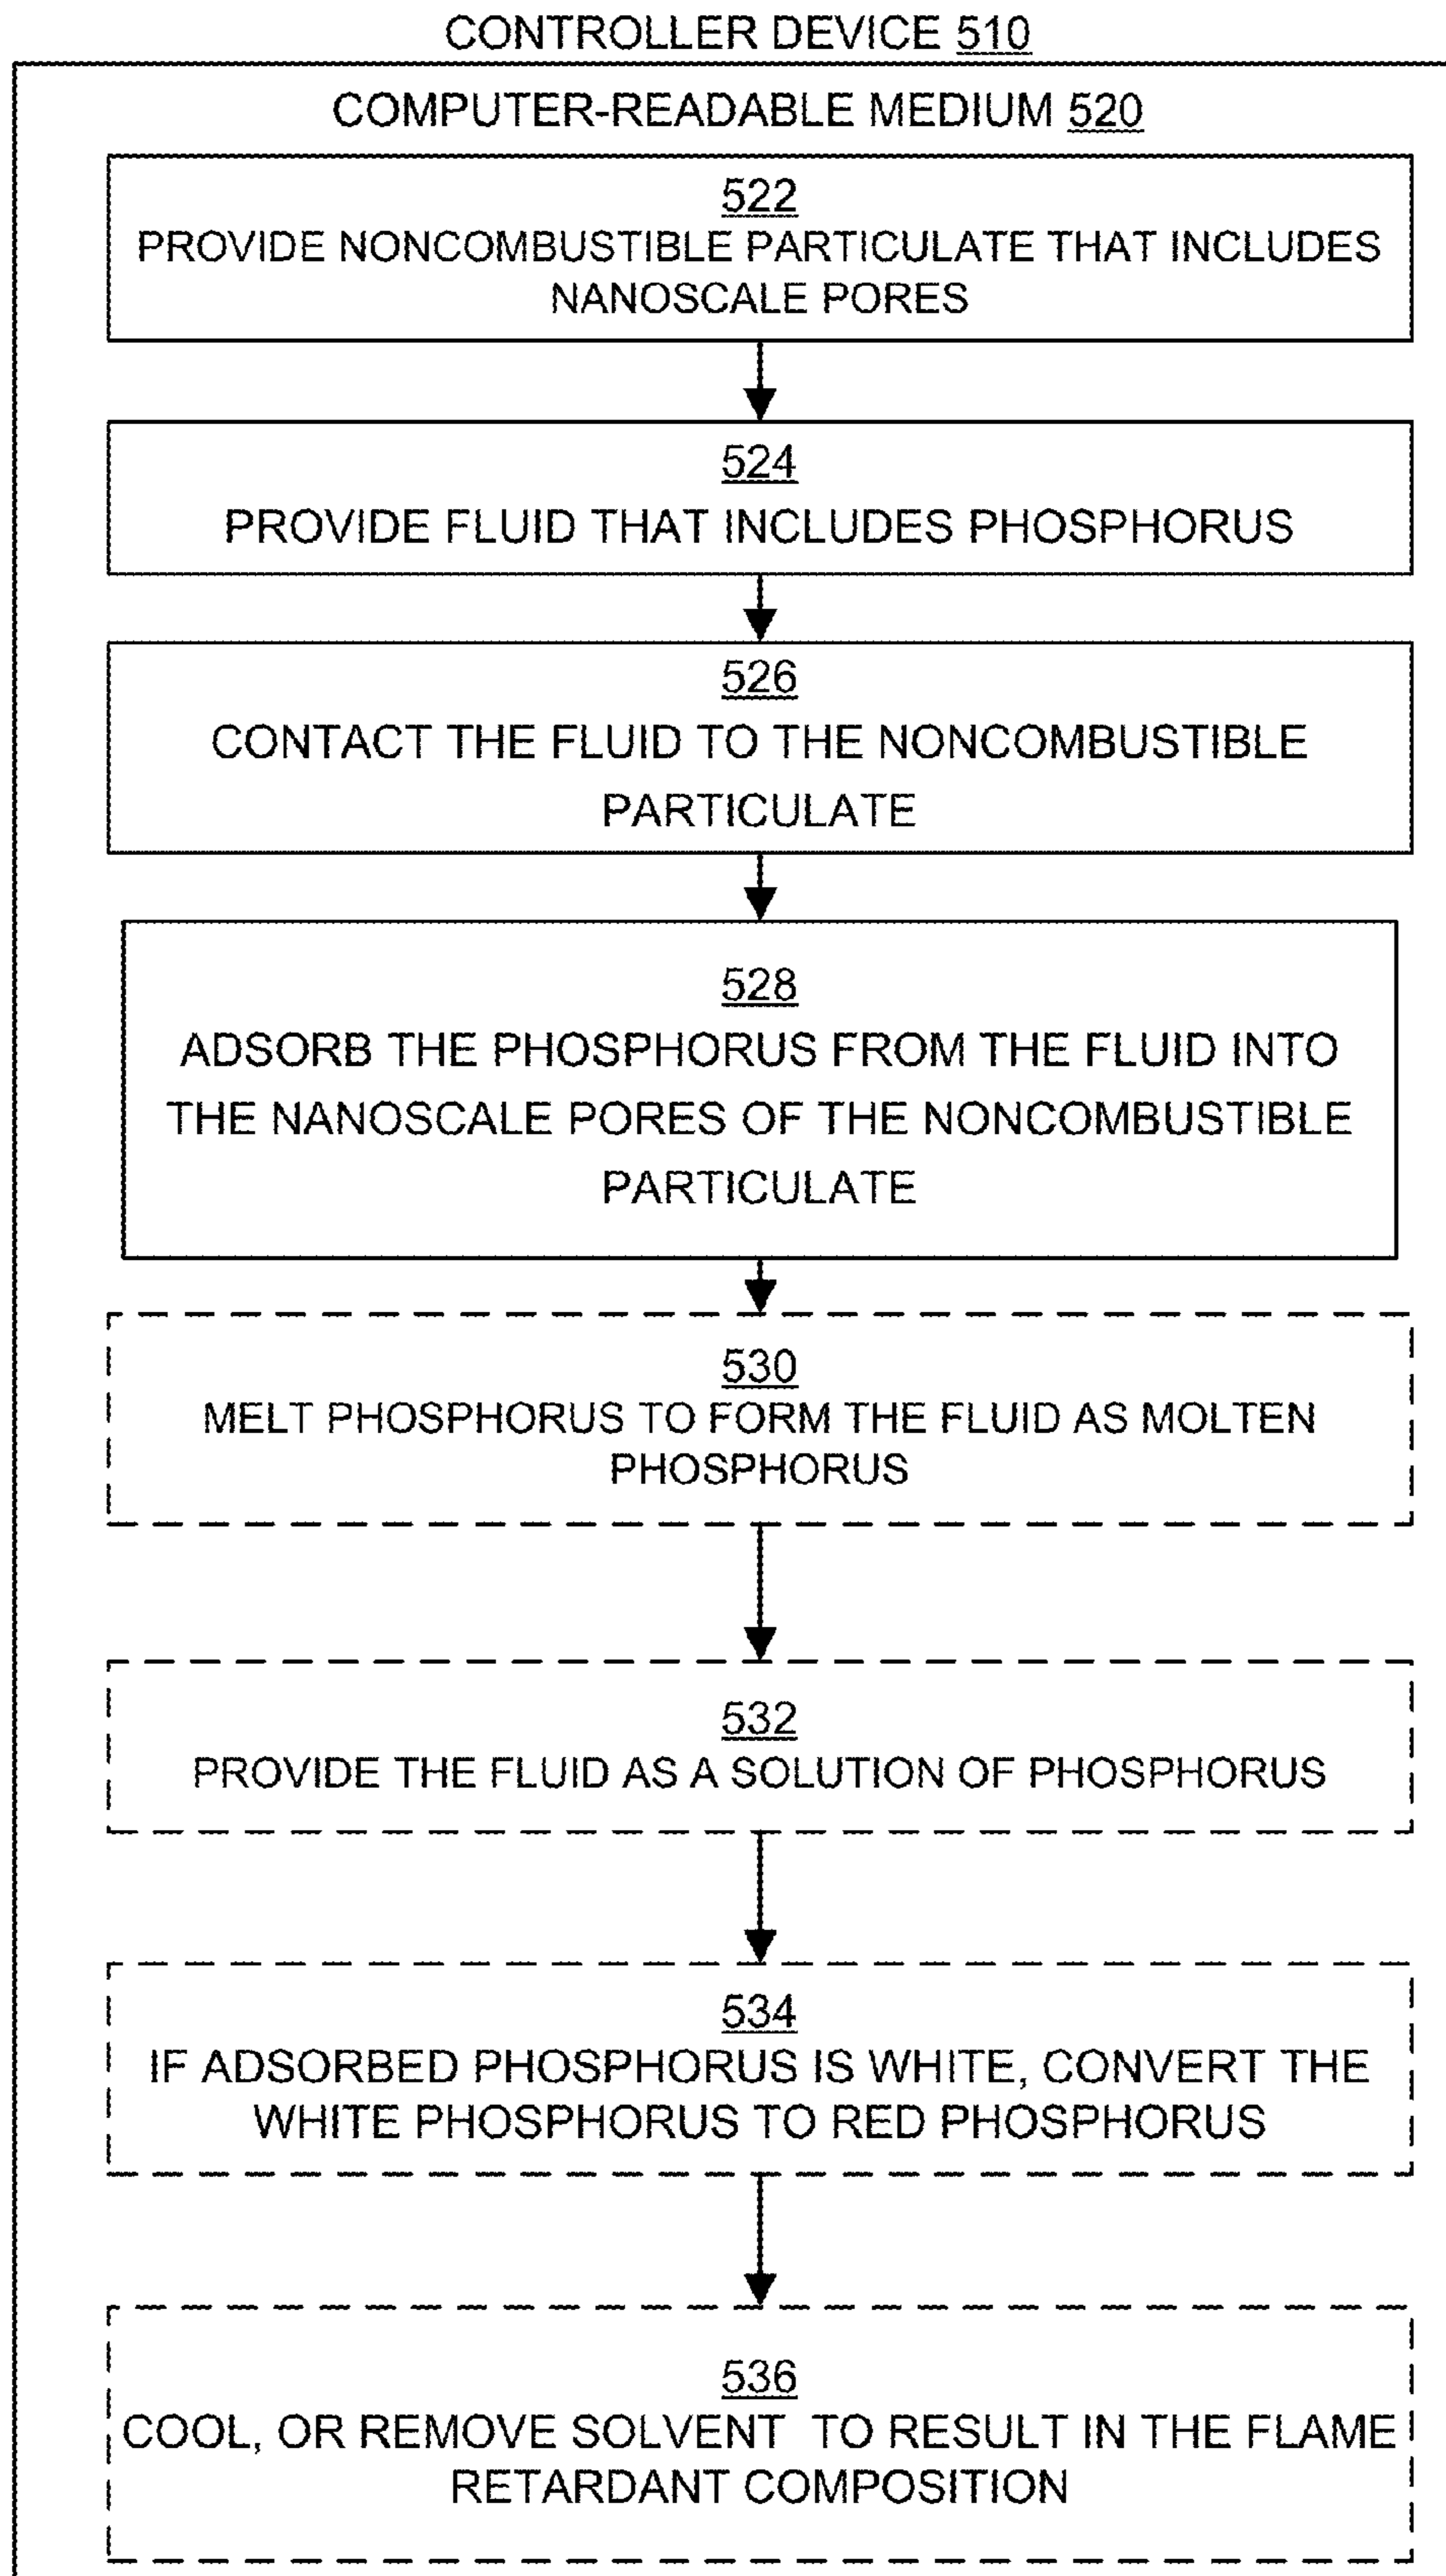 CONTROLLER DEVICE 510
COMPUTER-READABLE MEDIUM 520
522
PROVIDE NONCOMBUSTIBLE PARTICULATE THAT INCLUDES
NANOSCALE PORES
524
PROVIDE FLUID THAT INCLUDES PHOSPHORUS
526
CONTACT THE FLUID TO THE NONCOMBUSTIBLE
PARTICULATE
528
ADSORB THE PHOSPHORUS FROM THE FLUID INTO
THE NANOSCALE PORES OF THE NONCOMBUSTIBLE
PARTICULATE
530
MELT PHOSPHORUS TO FORM THE FLUID AS MOLTEN
PHOSPHORUS
532
PROVIDE THE FLUID AS A SOLUTION OF PHOSPHORUS
534
IF ADSORBED PHOSPHORUS IS WHITE, CONVERT THE
WHITE PHOSPHORUS TO RED PHOSPHORUS
536
COOL, OR REMOVE SOLVENT TO RESULT IN THE FLAME
RETARDANT COMPOSITION